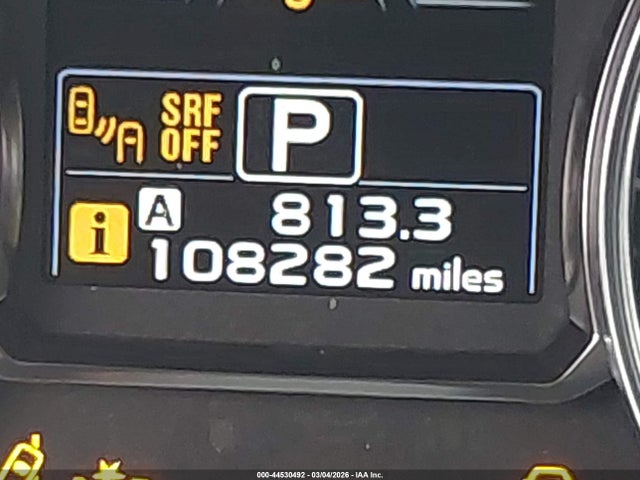 SRF
OFF
P
A 813.3
i 108282 miles
000-44530492 - 03/04/2026 - IAA Inc.